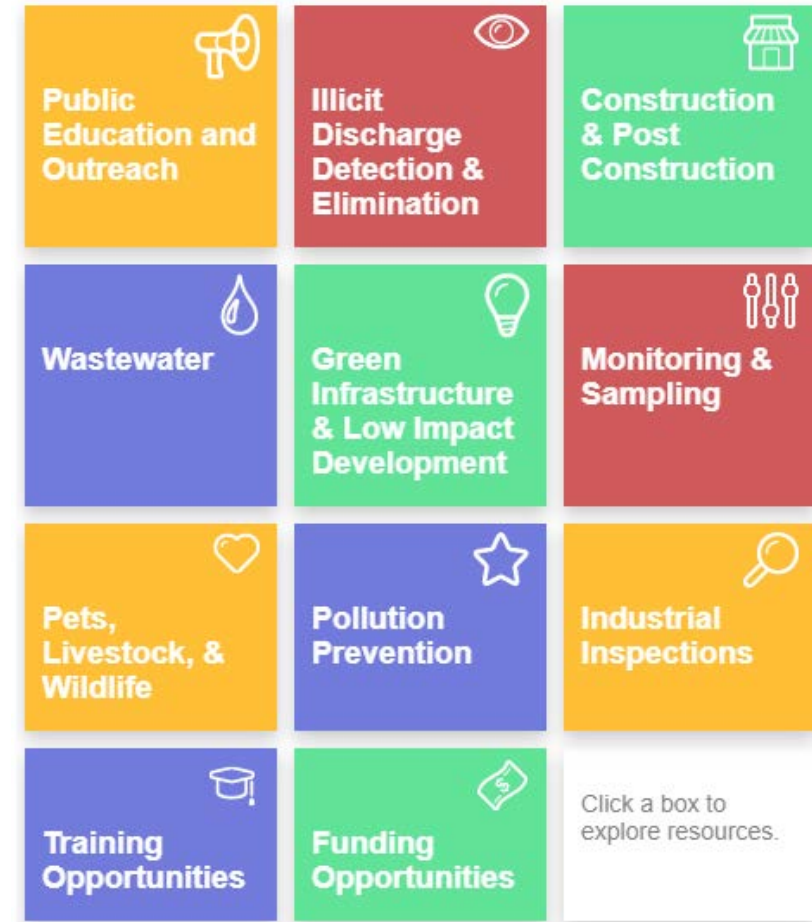 Public
Education and
Outreach
Illicit
Discharge
Detection &
Elimination
Construction
& Post
Construction
Wastewater
Green
Infrastructure
& Low Impact
Development
Monitoring &
Sampling
Pets,
Livestock, &
Wildlife
Pollution
Prevention
Industrial
Inspections
Training
Opportunities
Funding
Opportunities
Click a box to
explore resources.